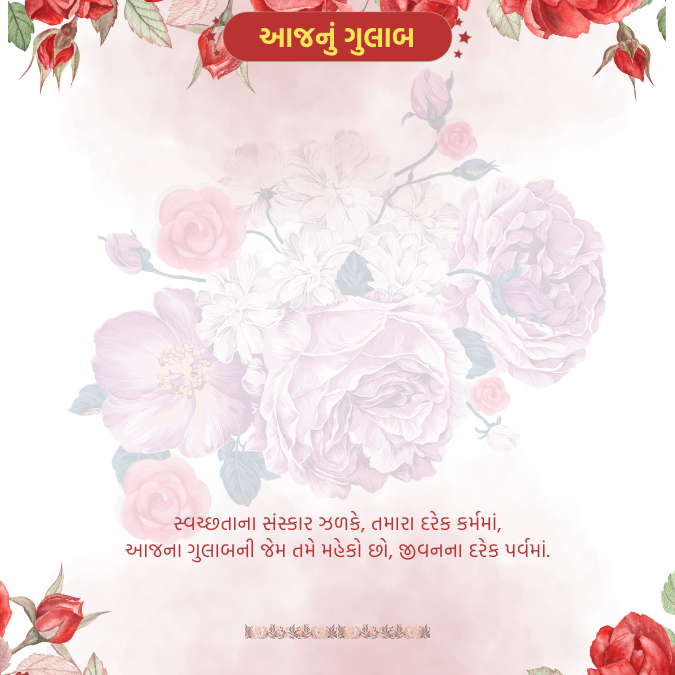 આજનું ગુલાબ
સ્વચ્છતાના સંસ્કાર ઝળકે, તમારા દરેક કર્મમાં,
આજના ગુલાબની જેમ તમે મહેકો છો, જીવનના દરેક પર્વમાં.